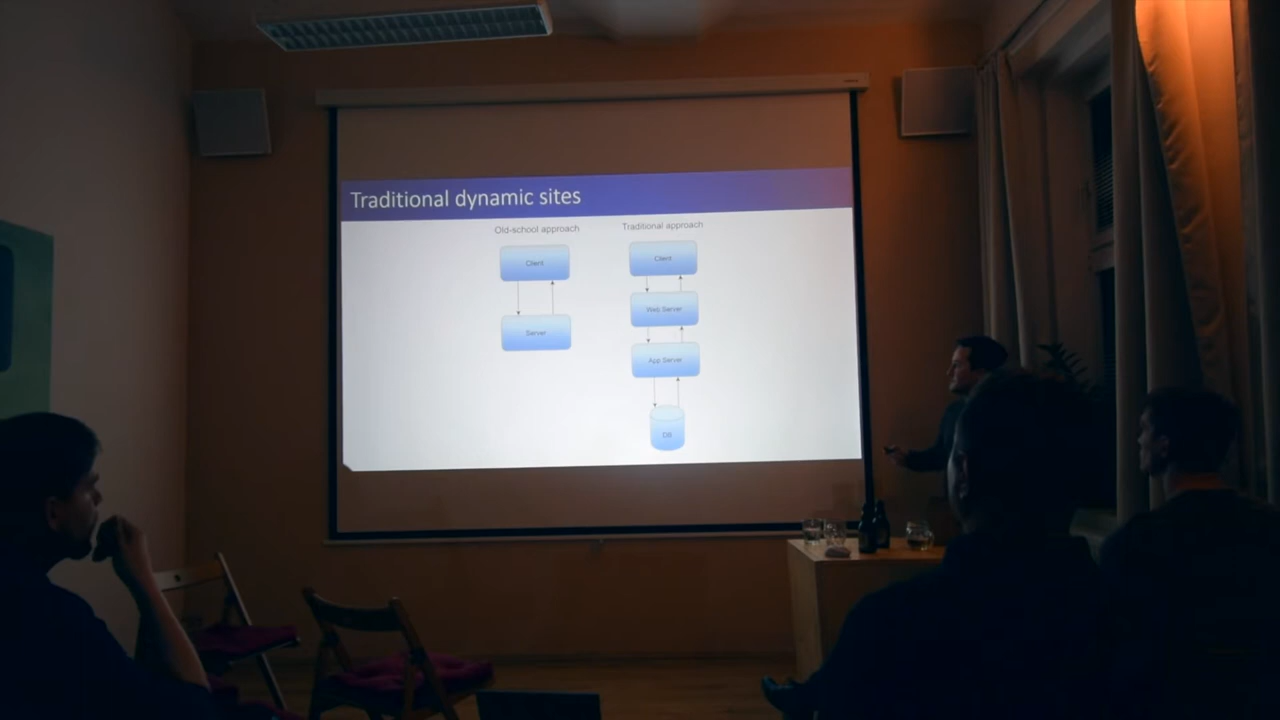 Traditional dynamic sites
Old-school approach
Client
Server
Traditional approach
Client
Web Server
App Server
DB